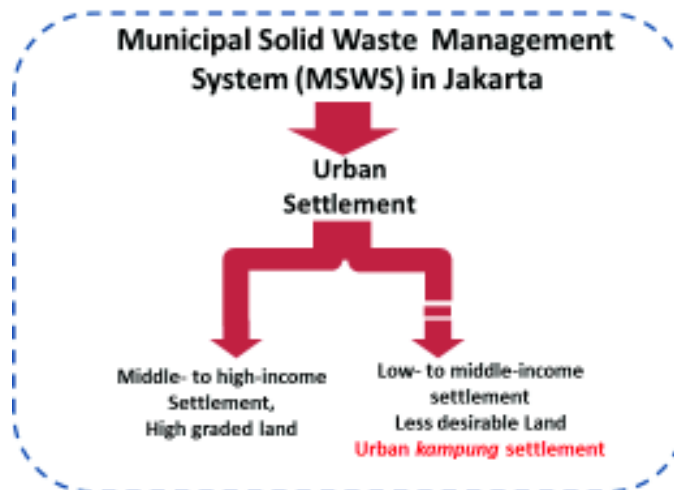 Municipal Solid Waste Management
System (MSWS) in Jakarta
Urban
Settlement
Middle- to high-income
Settlement,
High graded land
Low- to middle-income
settlement
Less desirable Land
Urban kampung settlement